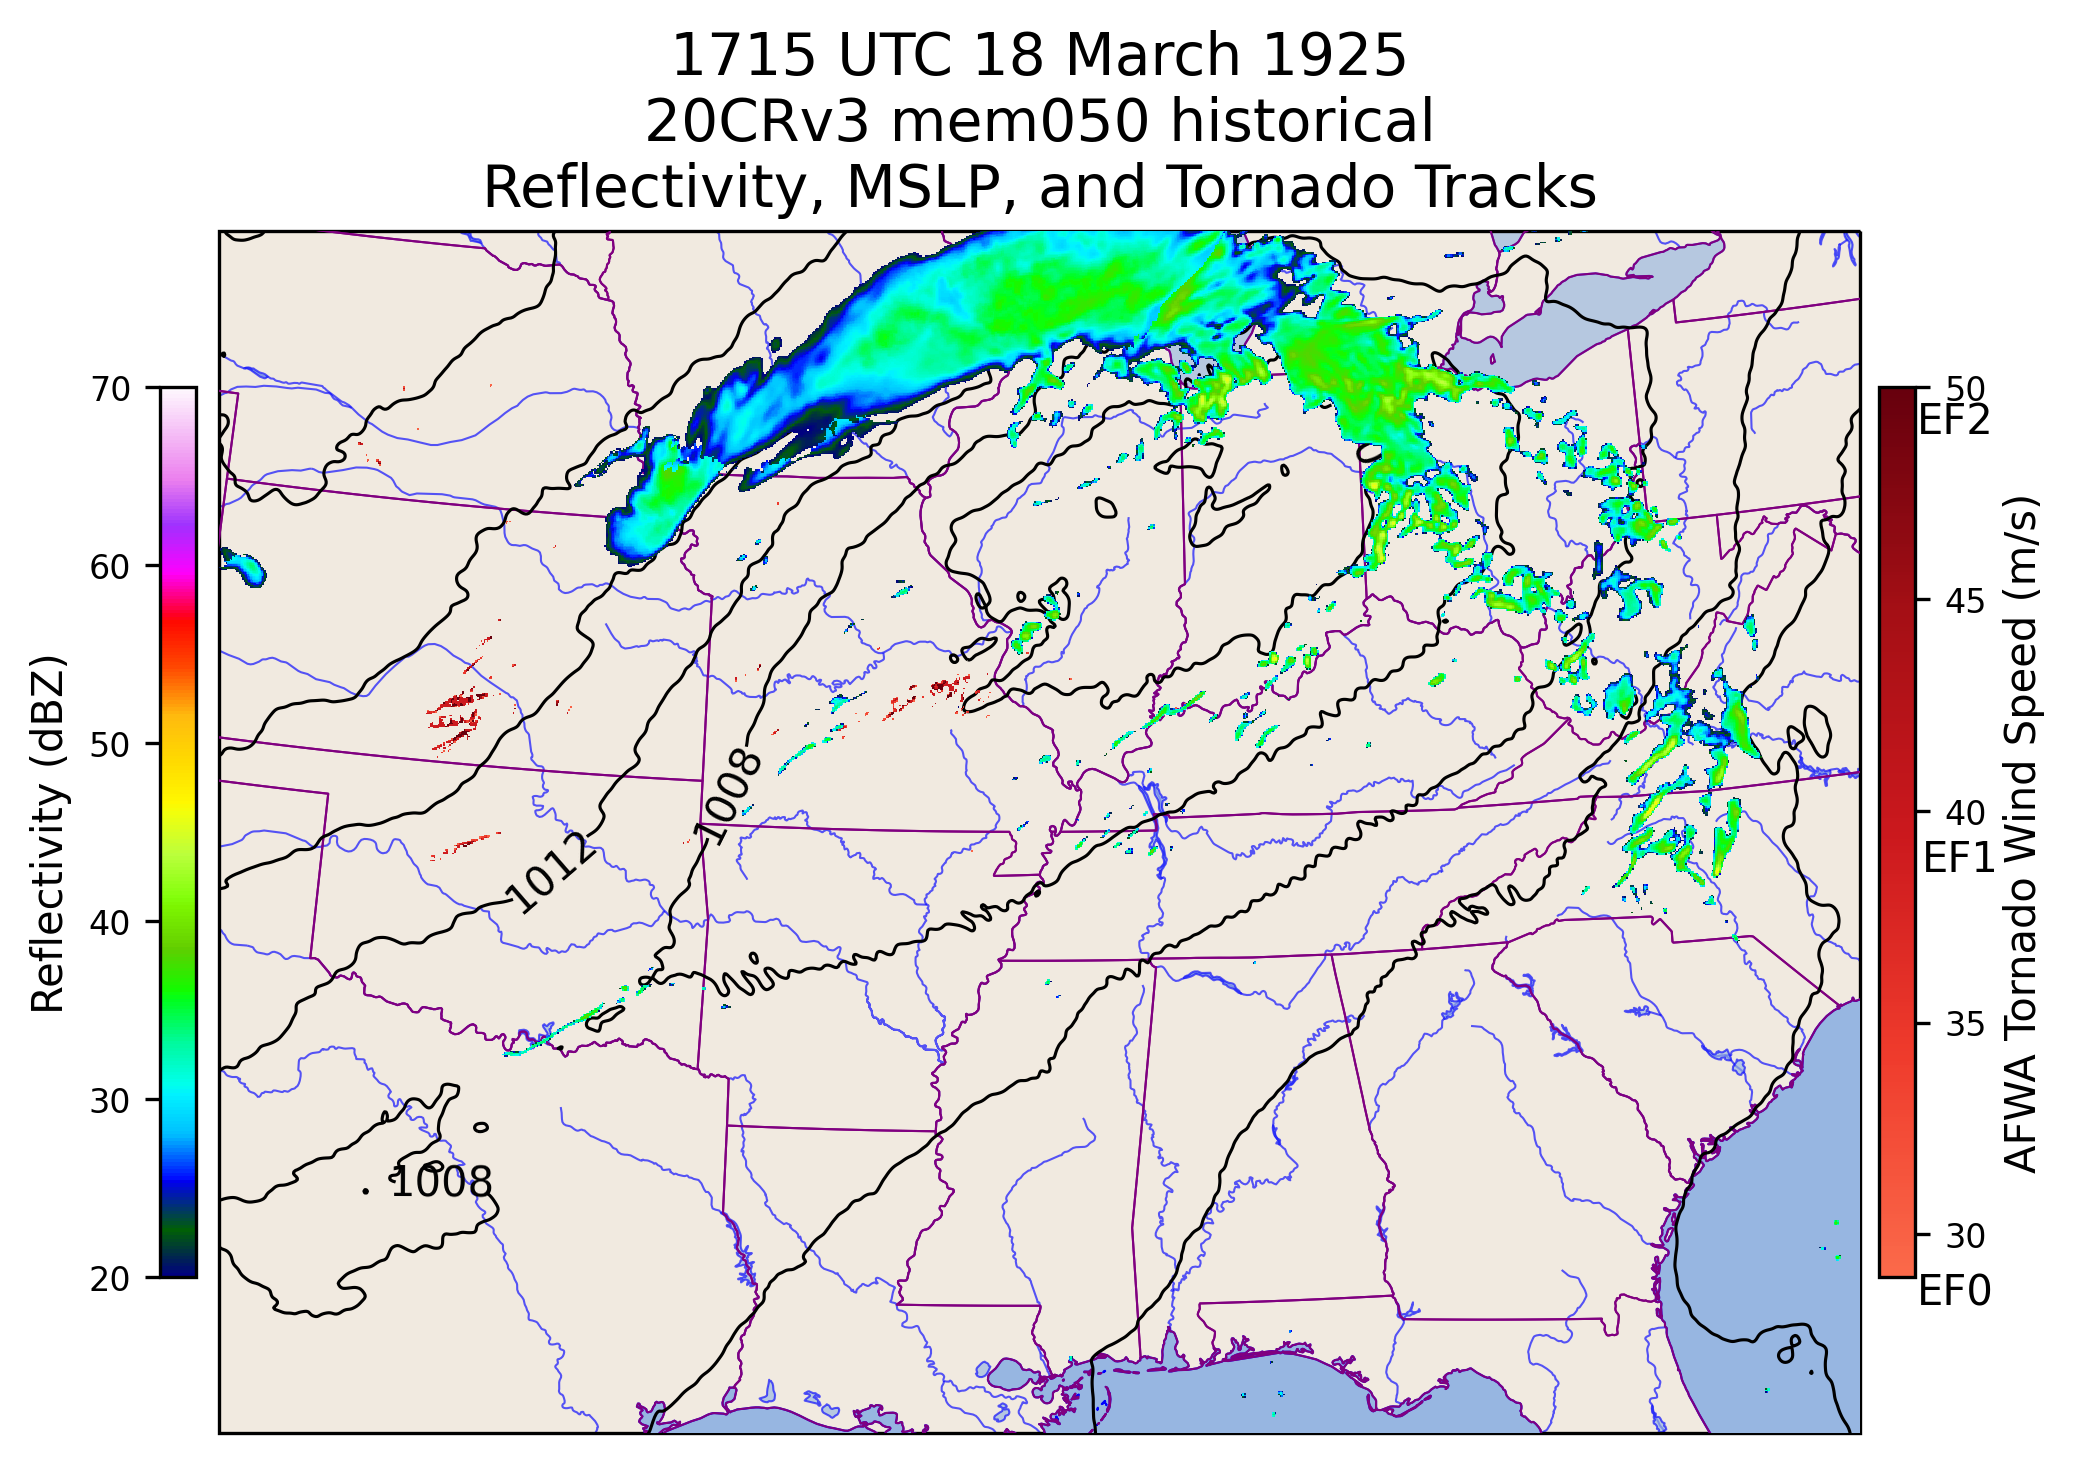 1715 UTC 18 March 1925
20CRv3 mem050 historical
Reflectivity, MSLP, and Tornado Tracks
Reflectivity (dBZ)
70
60
50
40
30
20
1008
1012
1008
8
50
EF2
45
40
EF1
35
30
EF0
AFWA Tornado Wind Speed (m/s)